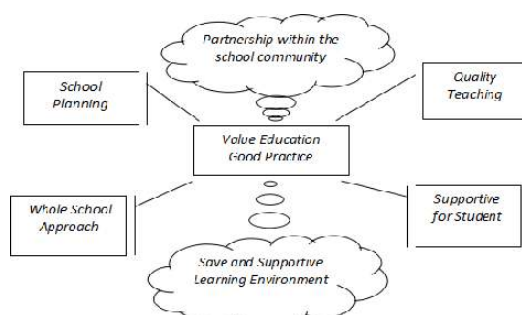 Partnership within the
school community
School
Planning
Quality
Teaching
Value Education
Good Practice
Whole School
Approach
Supportive
for Student
Save and Supportive
Learning Environment